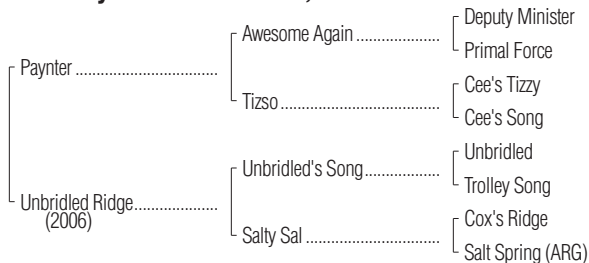 Deputy Minister
Awesome Again ..................
Primal Force
Paynter ................................
Cee's Tizzy
Tizso ....................................
Cee's Song
Unbridled
Unbridled's Song.................
Trolley Song
Unbridled Ridge...................
(2006)
Cox's Ridge
Salty Sal ..............................
Salt Spring (ARG)